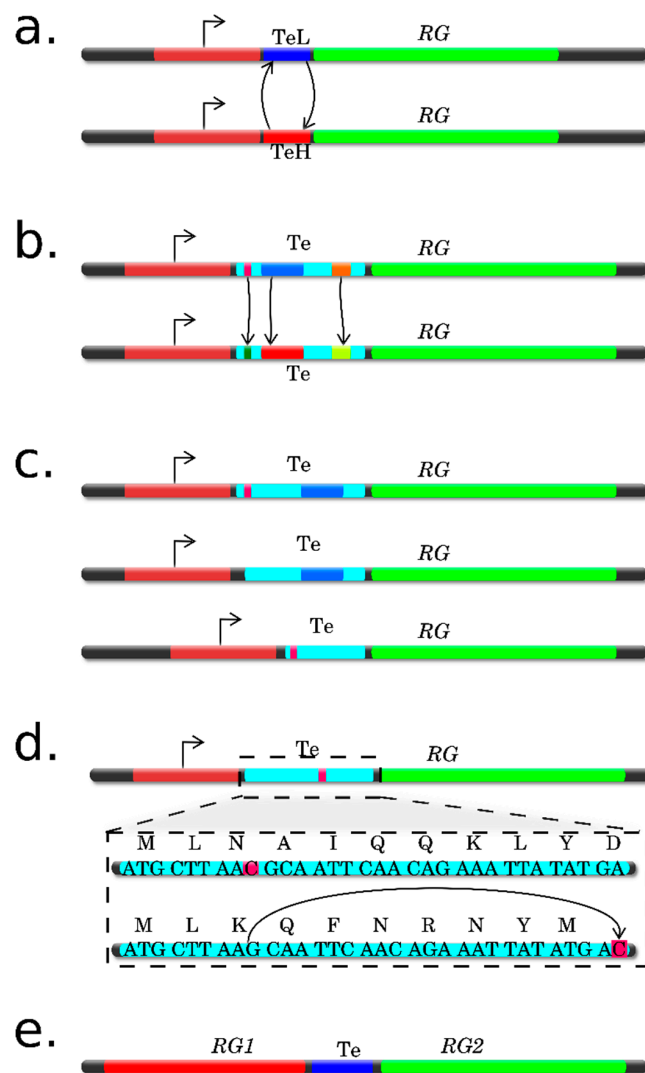 a.
TeL RG
RG
TeH
b.
Te RG
RG
Te
c.
Te RG
Te RG
Te RG
d.
Te RG
M L N A I Q Q K L Y D
ATG CTT AAC GCA ATT CAA CAG AAA TTA TAT GA
M L K Q F N R N Y M
ATG CTT AAG CAA TTC AAC AGA AAT TAT ATG AC
e.
RG1 Te RG2